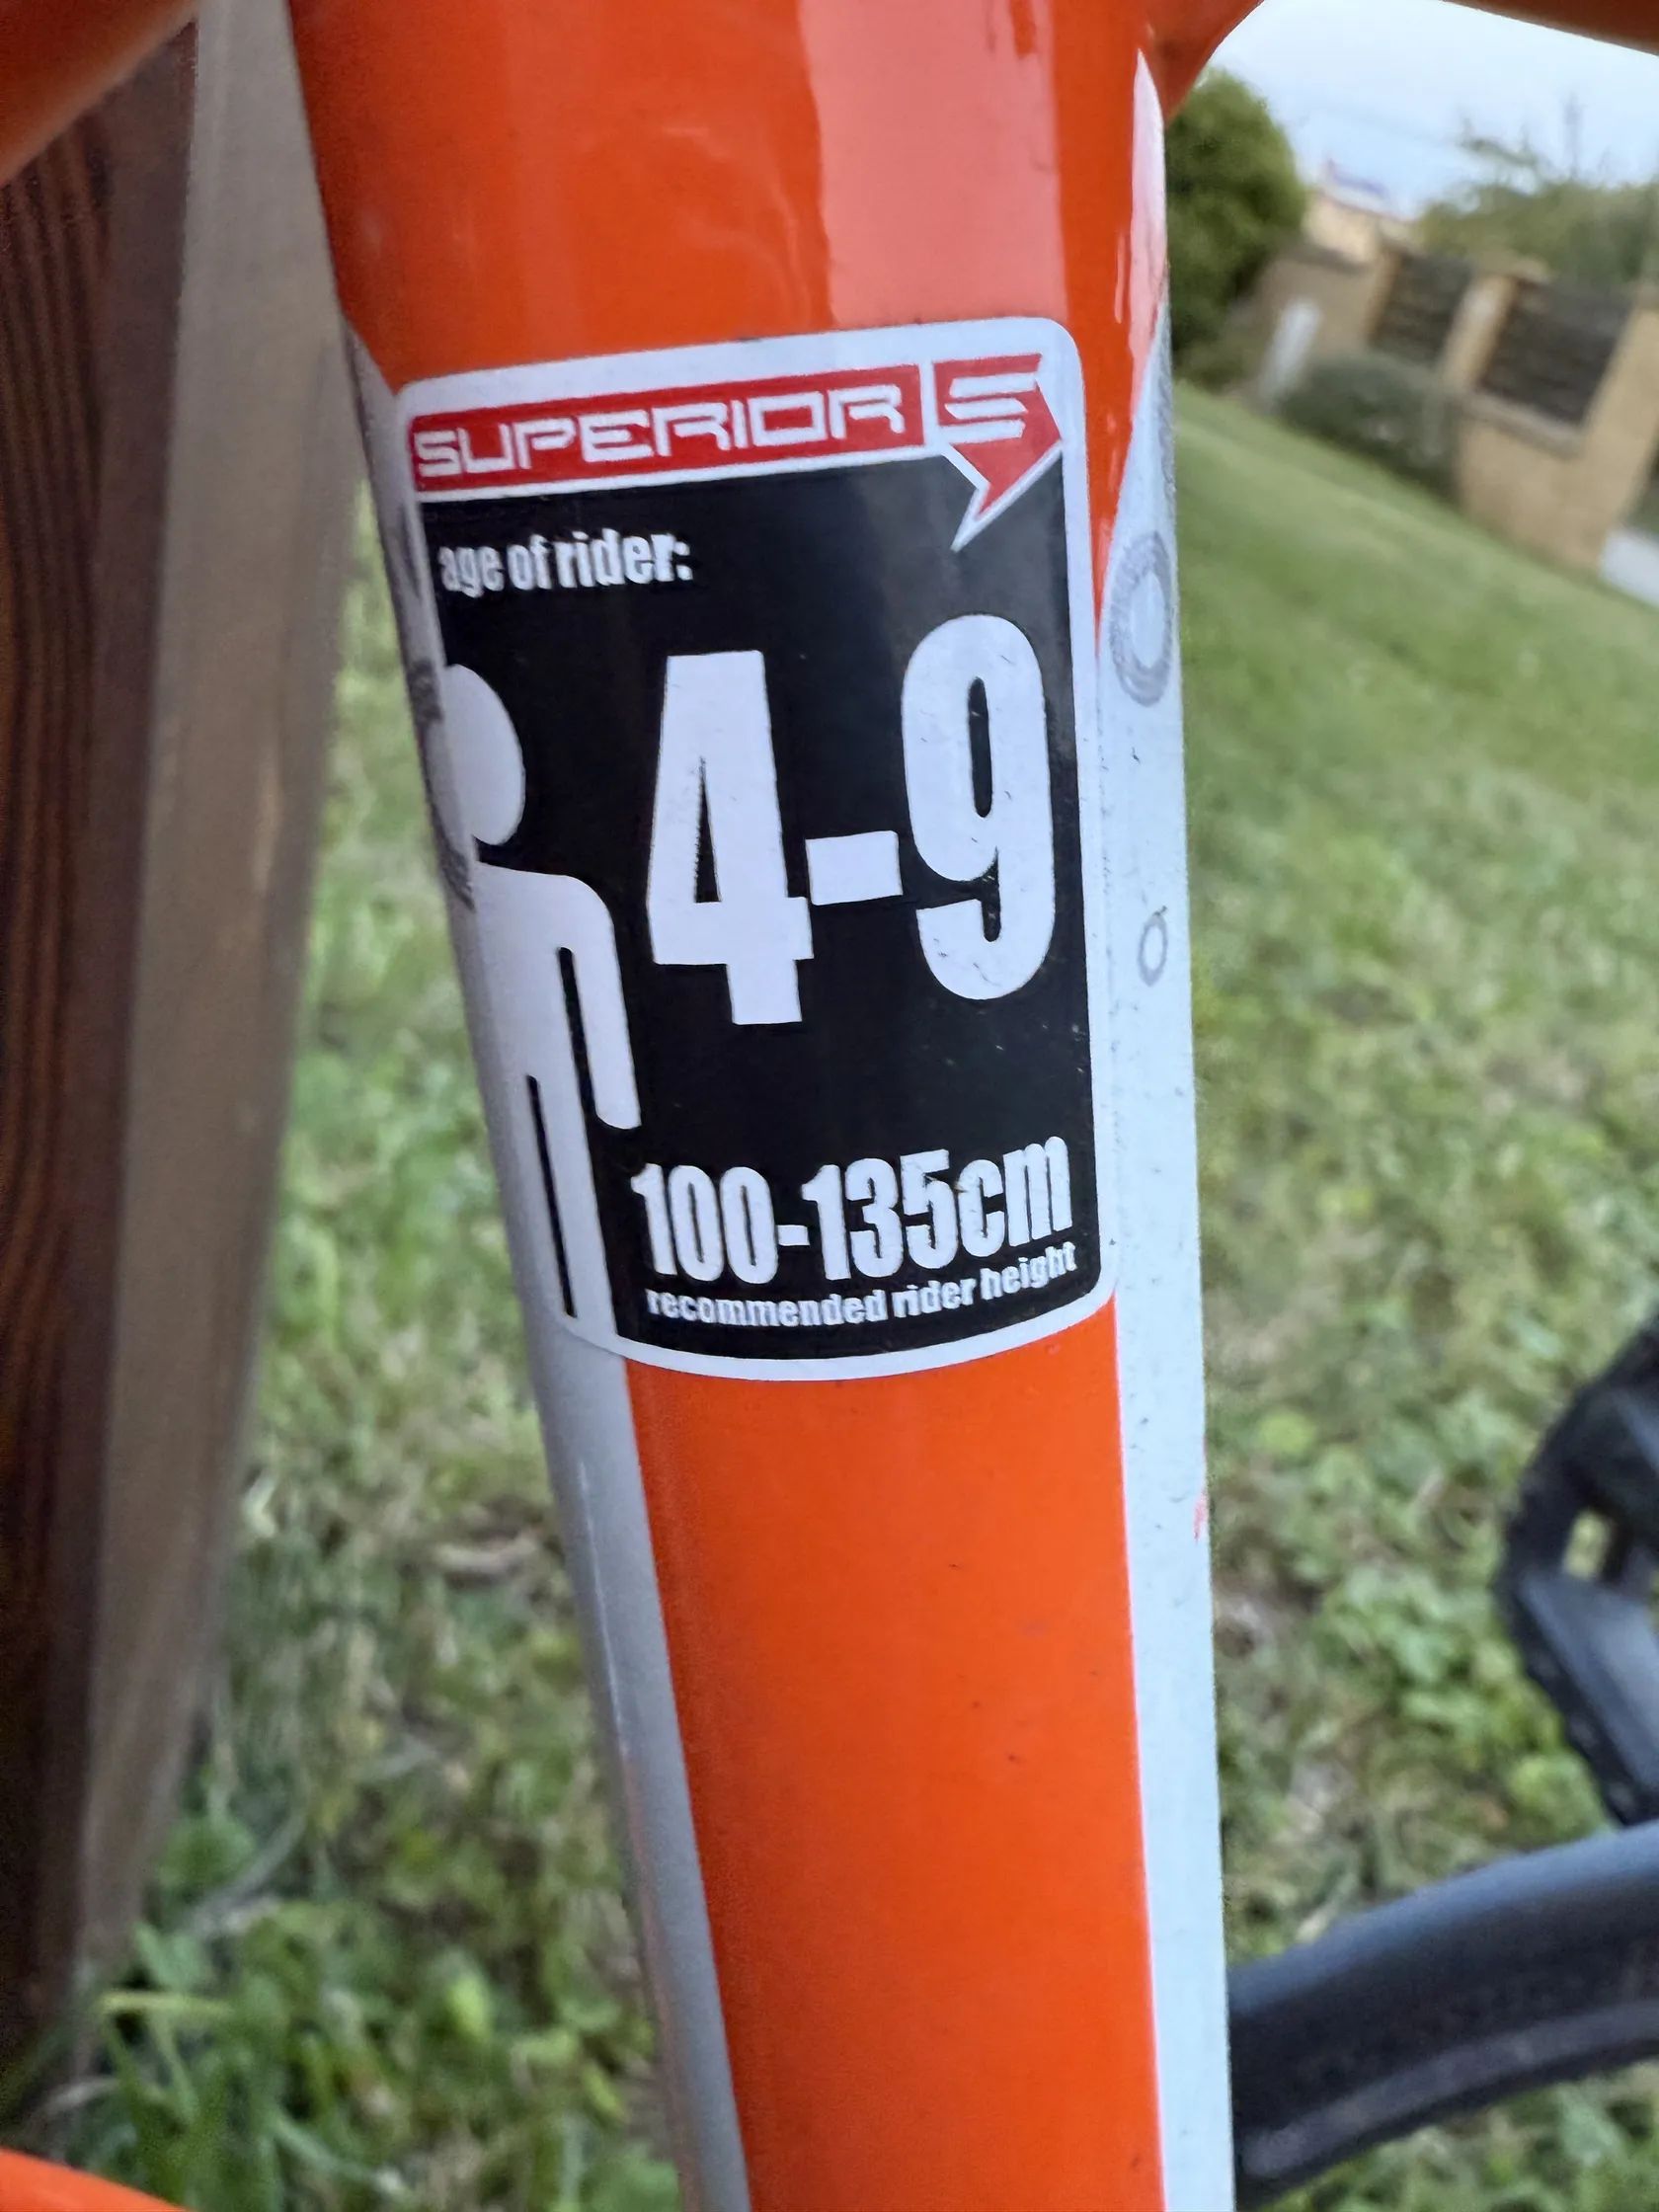 SUPERIOR S
age of rider:
4-9
100-135cm
recommended rider height